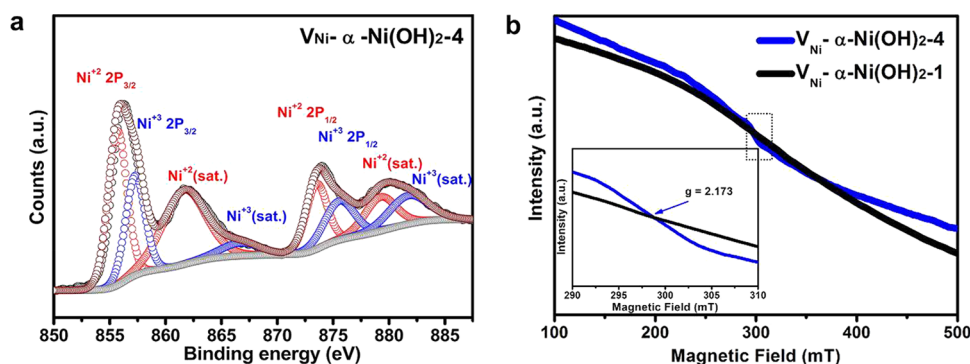 a
V_Ni- α -Ni(OH)2-4
Ni+2 2P3/2
Ni+3 2P3/2
Ni+2(sat.)
Ni+3(sat.)
Ni+2 2P1/2
Ni+3 2P1/2
Ni+2(sat.)
Ni+3(sat.)
Counts (a.u.)
850 855 860 865 870 875 880 885
Binding energy (eV)
b
V_Ni- α-Ni(OH)2-4
V_Ni- α-Ni(OH)2-1
Intensity (a.u.)
g = 2.173
Intensity (a.u.)
290 295 300 305 310
Magnetic Field (mT)
100 200 300 400 500
Magnetic Field (mT)